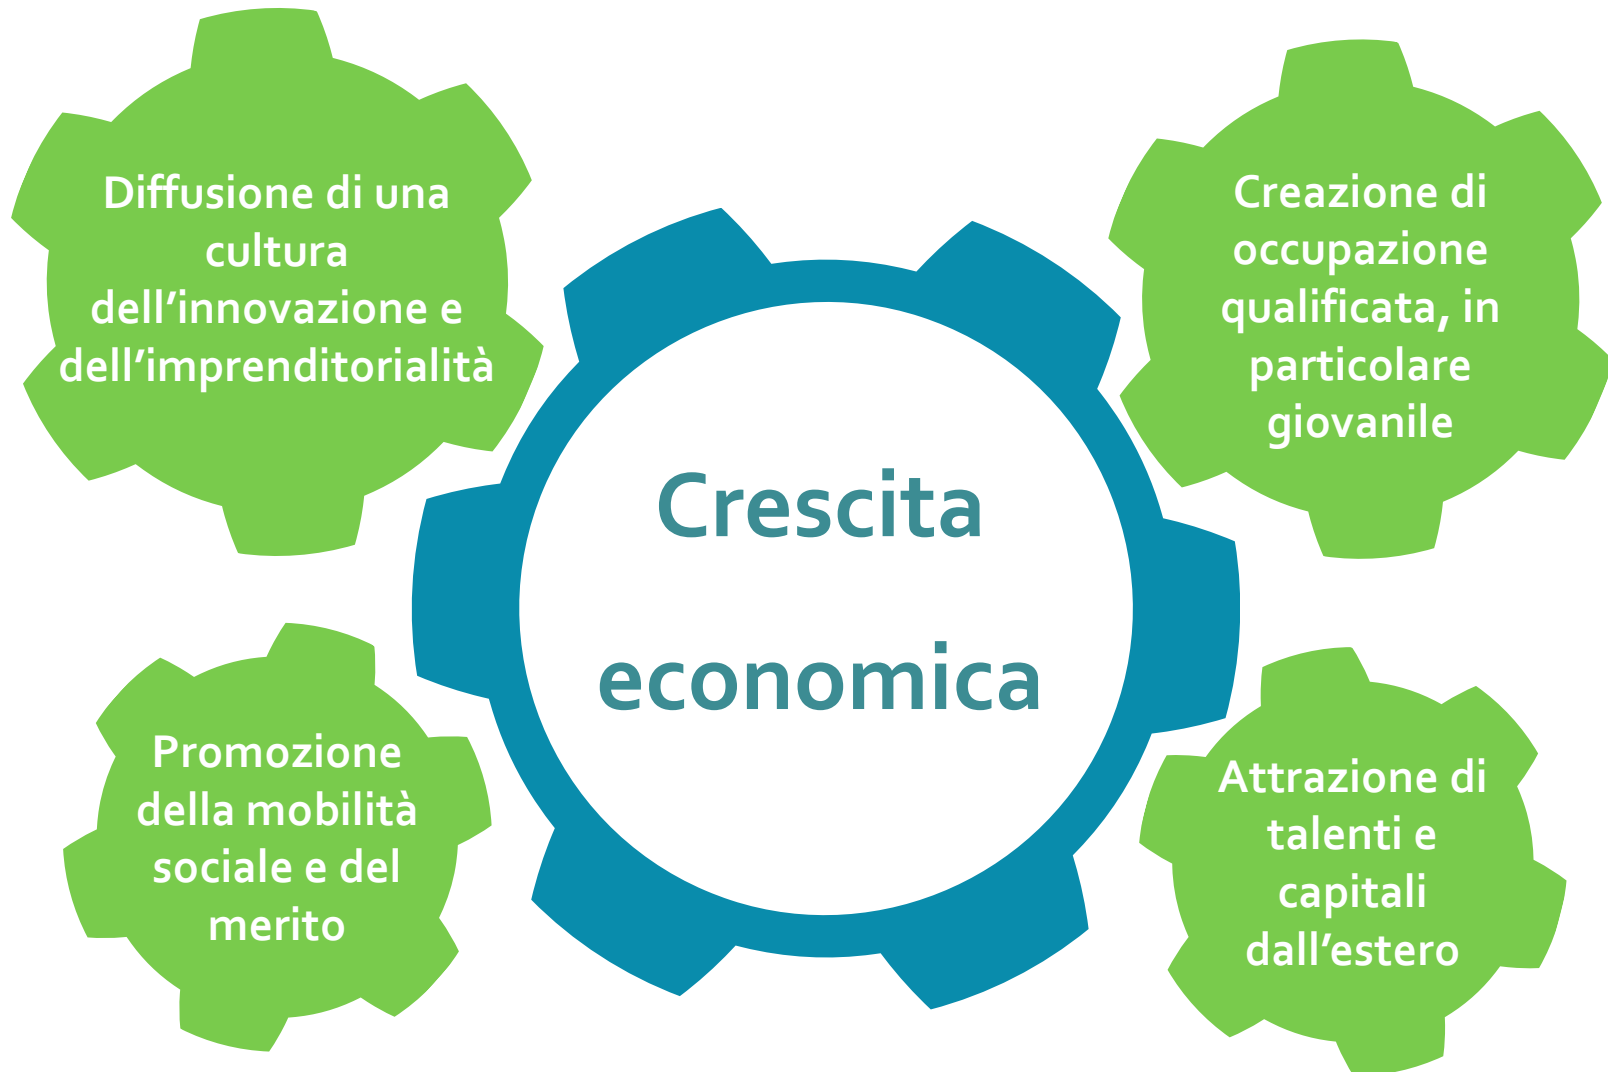 Diffusione di una
cultura
dell’innovazione e
dell’imprenditorialità
Creazione di
occupazione
qualificata, in
particolare
giovanile
Crescita
economica
Promozione
della mobilità
sociale e del
merito
Attrazione di
talenti e
capitali
dall’estero